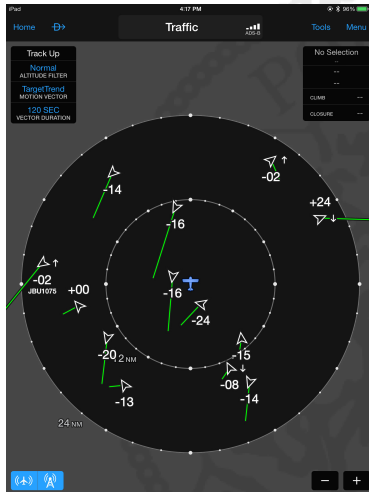 iPad 4:17 PM 96%
Home Traffic ADS-B Tools Menu
Track Up
Normal
ALTITUDE FILTER
TargetTrend
MOTION VECTOR
120 SEC
VECTOR DURATION
No Selection
--
--
--
CLIMB --
CLOSURE --
-02
-14
+24
-16
-02
JBU1075
+00
-16
-24
-20
2 NM
-15
-08
-13
-14
24 NM
- +